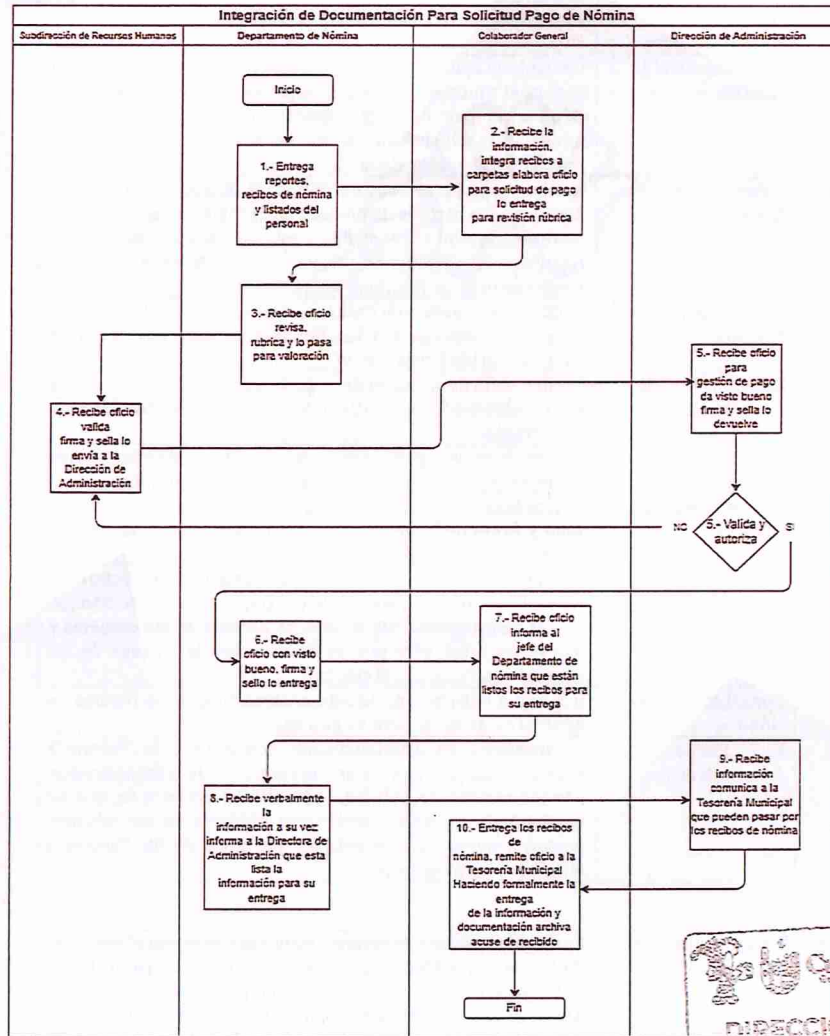 Integración de Documentación Para Solicitud Pago de Nómina
Subdirección de Recursos Humanos
Departamento de Nómina
Colaborador General
Dirección de Administración
Inicio
1.- Entrega
reportes,
recibos de nómina
y listados del
personal
2.- Recibe la
información,
integra recibos a
carpetas elabora oficio
para solicitud de pago
lo entrega
para revisión rúbrica
3.- Recibe oficio
revisa,
rubrica y lo pasa
para valoración
4.- Recibe oficio
valida
firma y sella lo
envía a la
Dirección de
Administración
5.- Recibe oficio
para
gestión de pago
da visto bueno
firma y sella lo
devuelve
NO
5.- Valida y
autoriza
SI
6.- Recibe
oficio con visto
bueno, firma y
sello lo entrega
7.- Recibe oficio
informa al
jefe del
Departamento de
nómina que están
listos los recibos para
su entrega
8.- Recibe verbalmente
la
información a su vez
informa a la Directora de
Administración que esta
lista la
información para su
entrega
9.- Recibe
información
comunica a la
Tesorería Municipal
que pueden pasar por
los recibos de nómina
10.- Entrega los recibos
de
nómina, remite oficio a la
Tesorería Municipal
Haciendo formalmente la
entrega
de la información y
documentación archiva
acuse de recibido
Fin